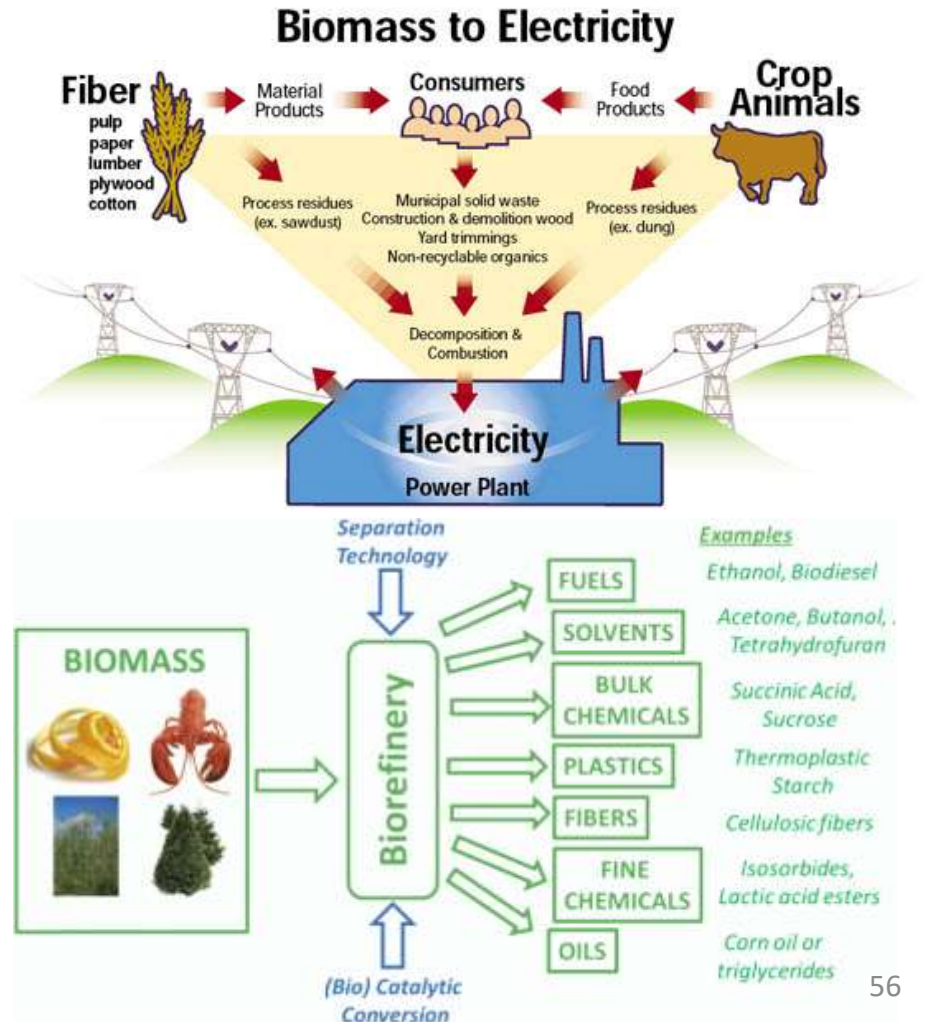 Biomass to Electricity
Fiber
pulp
paper
lumber
plywood
cotton
Material
Products
Consumers
Food
Products
Crop
Animals
Process residues
(ex. sawdust)
Municipal solid waste
Construction & demolition wood
Yard trimmings
Non-recyclable organics
Process residues
(ex. dung)
Decomposition &
Combustion
Electricity
Power Plant
Separation
Technology
BIOMASS
Biorefinery
(Bio) Catalytic
Conversion
Examples
FUELS
Ethanol, Biodiesel
SOLVENTS
Acetone, Butanol, .
Tetrahydrofuran
BULK
CHEMICALS
Succinic Acid,
Sucrose
PLASTICS
Thermoplastic
Starch
FIBERS
Cellulosic fibers
FINE
CHEMICALS
Isosorbides,
Lactic acid esters
OILS
Corn oil or
triglycerides
56